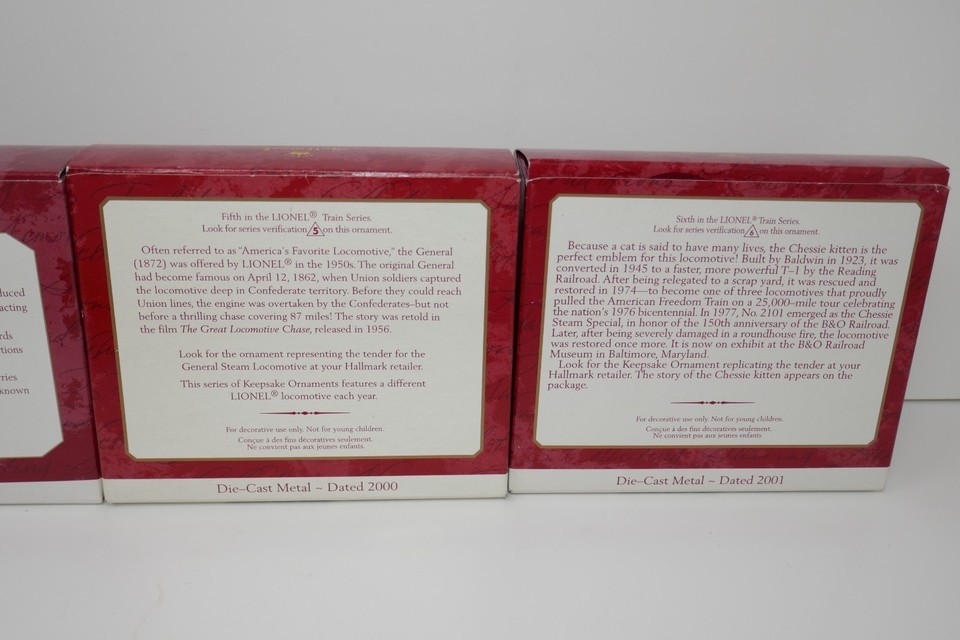 duced
acting
rds
rtions
rries
known
Fifth in the LIONEL® Train Series.
Look for series verification 5 on this ornament.
Often referred to as "America's Favorite Locomotive," the General
(1872) was offered by LIONEL® in the 1950s. The original General
had become famous on April 12, 1862, when Union soldiers captured
the locomotive deep in Confederate territory. Before they could reach
Union lines, the engine was overtaken by the Confederates–but not
before a thrilling chase covering 87 miles! The story was retold in
the film The Great Locomotive Chase, released in 1956.
Look for the ornament representing the tender for the
General Steam Locomotive at your Hallmark retailer.
This series of Keepsake Ornaments features a different
LIONEL® locomotive each year.
For decorative use only. Not for young children.
Conçue à des fins décoratives seulement.
Ne convient pas aux jeunes enfants.
Die–Cast Metal ~ Dated 2000
Sixth in the LIONEL® Train Series.
Look for series verification 6 on this ornament.
Because a cat is said to have many lives, the Chessie kitten is the
perfect emblem for this locomotive! Built by Baldwin in 1923, it was
converted in 1945 to a faster, more powerful T–1 by the Reading
Railroad. After being relegated to a scrap yard, it was rescued and
restored in 1974—to become one of three locomotives that proudly
pulled the American Freedom Train on a 25,000–mile tour celebrating
the nation's 1976 bicentennial. In 1977, No. 2101 emerged as the Chessie
Steam Special, in honor of the 150th anniversary of the B&O Railroad.
Later, after being severely damaged in a roundhouse fire, the locomotive
was restored once more. It is now on exhibit at the B&O Railroad
Museum in Baltimore, Maryland.
Look for the Keepsake Ornament replicating the tender at your
Hallmark retailer. The story of the Chessie kitten appears on the
package.
For decorative use only. Not for young children.
Conçue à des fins décoratives seulement.
Ne convient pas aux jeunes enfants.
Die–Cast Metal ~ Dated 2001